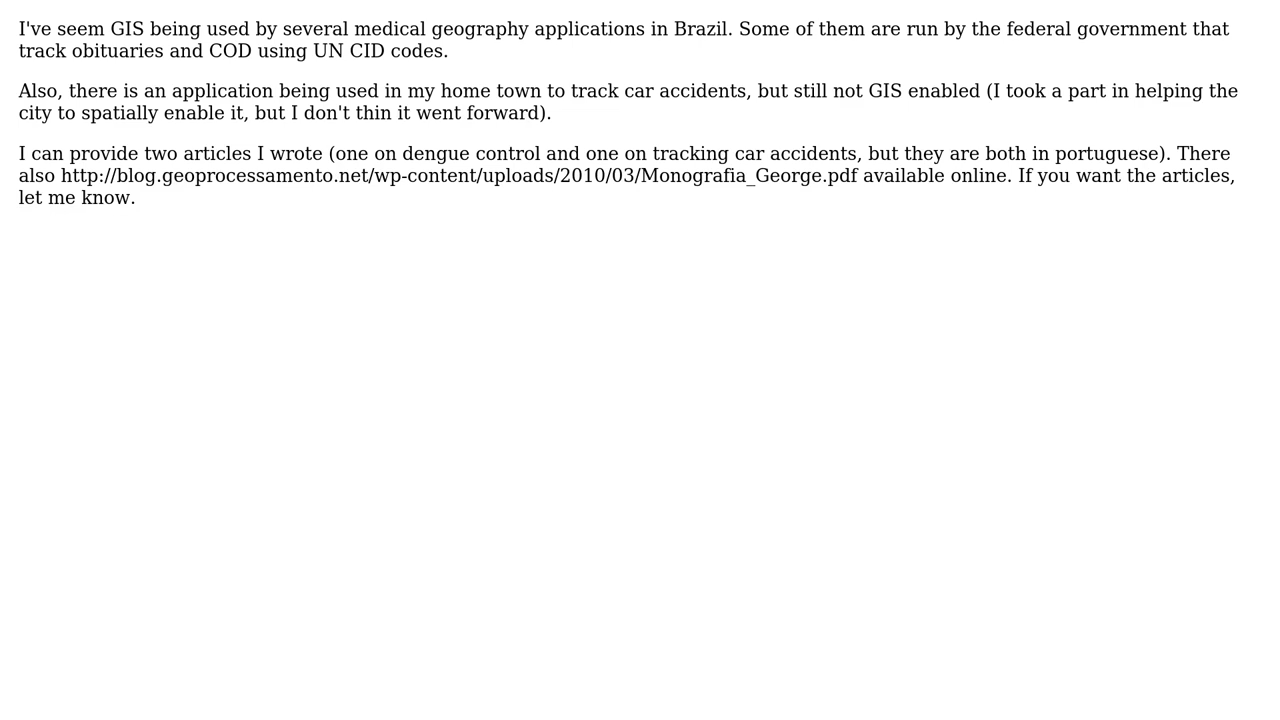 I've seem GIS being used by several medical geography applications in Brazil. Some of them are run by the federal government that
track obituaries and COD using UN CID codes.
Also, there is an application being used in my home town to track car accidents, but still not GIS enabled (I took a part in helping the
city to spatially enable it, but I don't thin it went forward).
I can provide two articles I wrote (one on dengue control and one on tracking car accidents, but they are both in portuguese). There
also http://blog.geoprocessamento.net/wp-content/uploads/2010/03/Monografia_George.pdf available online. If you want the articles,
let me know.